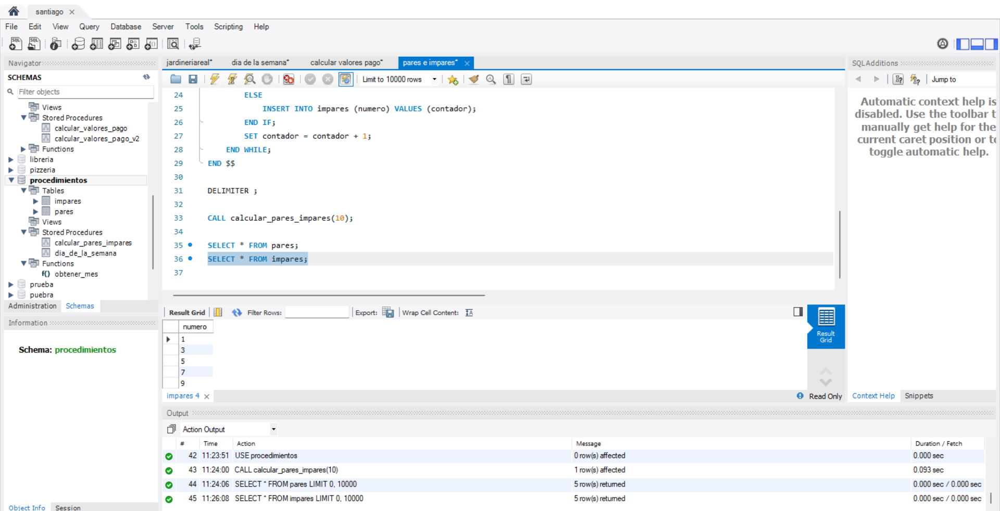 santiago
File Edit View Query Database Server Tools Scripting Help
Navigator
SCHEMAS
Filter objects
Views
Stored Procedures
calcular_valores_pago
calcular_valores_pago_v2
Functions
libreria
pizzeria
procedimientos
Tables
impares
pares
Views
Stored Procedures
calcular_pares_impares
dia_de_la_semana
Functions
f() obtener_mes
prueba
puebra
Administration Schemas
Information
Schema: procedimientos
Object Info Session
jardineriareal* dia de la semana* calcular valores pago* pares e impares*
Limit to 10000 rows
24 ELSE
25 INSERT INTO impares (numero) VALUES (contador);
26 END IF;
27 SET contador = contador + 1;
28 END WHILE;
29 END $$
30
31 DELIMITER ;
32
33 CALL calcular_pares_impares(10);
34
35 SELECT * FROM pares;
36 SELECT * FROM impares;
37
Result Grid Filter Rows: Export: Wrap Cell Content:
numero
1
3
5
7
9
Result
Grid
impares 4
Read Only
SQLAdditions
Jump to
Automatic context help is
disabled. Use the toolbar t
manually get help for the
current caret position or to
toggle automatic help.
Context Help Snippets
Output
Action Output
# Time Action Message Duration / Fetch
42 11:23:51 USE procedimientos 0 row(s) affected 0.000 sec
43 11:24:00 CALL calcular_pares_impares(10) 1 row(s) affected 0.093 sec
44 11:24:06 SELECT * FROM pares LIMIT 0, 10000 5 row(s) returned 0.000 sec / 0.000 sec
45 11:26:08 SELECT * FROM impares LIMIT 0, 10000 5 row(s) returned 0.000 sec / 0.000 sec